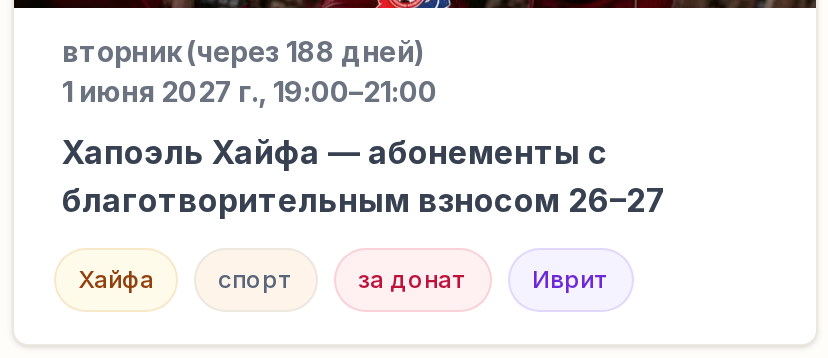 вторник (через 188 дней)
1 июня 2027 г., 19:00–21:00
Хапоэль Хайфа — абонементы с
благотворительным взносом 26–27
Хайфа спорт за донат Иврит